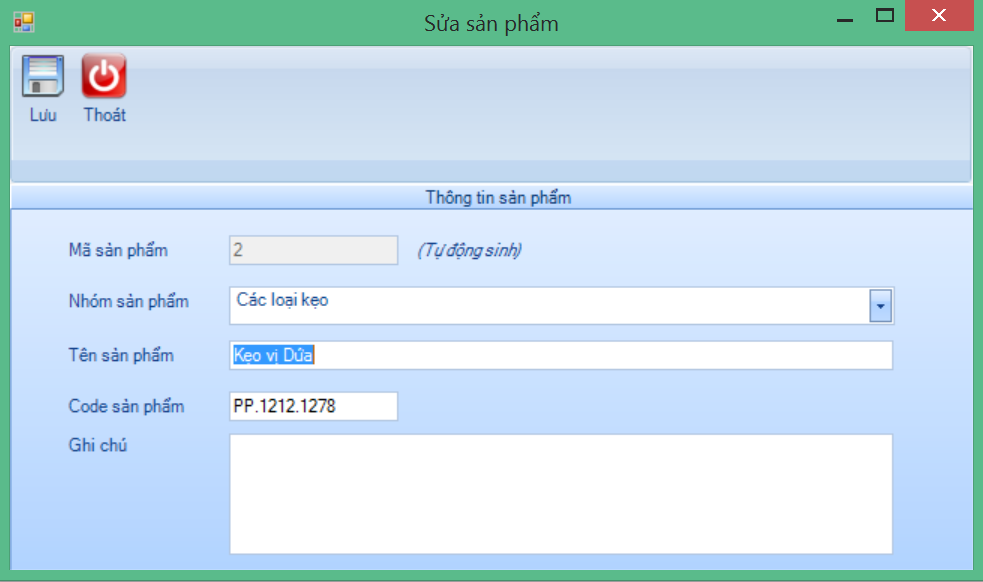 Sửa sản phẩm
Lưu Thoát
Thông tin sản phẩm
Mã sản phẩm 2 (Tự động sinh)
Nhóm sản phẩm Các loại kẹo
Tên sản phẩm Kẹo vị Dứa
Code sản phẩm PP.1212.1278
Ghi chú